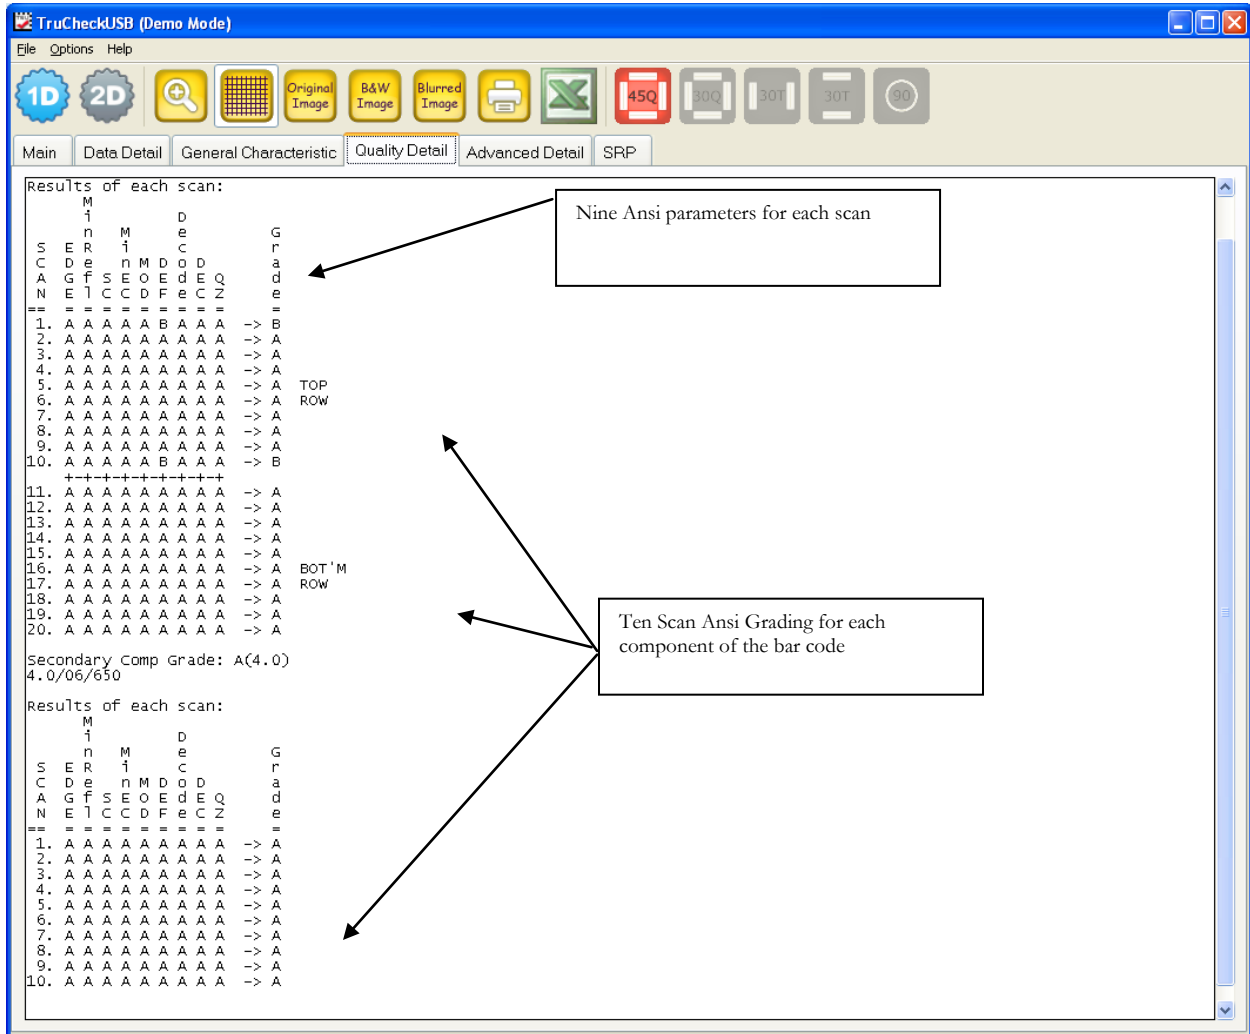 TruCheckUSB (Demo Mode)
File Options Help
1D 2D Original Image B&W Image Blurred Image 45Q 30Q 30T 30T 90
Main Data Detail General Characteristic Quality Detail Advanced Detail SRP
Results of each scan:
    M
    i         D
    n   M     e       G
S  E R   i     c       r
C  D e   n M D o D     a
A  G f S E O E d E Q   d
N  E l C C D F e C Z   e
== = = = = = = = = =   =
1. A A A A A B A A A -> B
2. A A A A A A A A A -> A
3. A A A A A A A A A -> A
4. A A A A A A A A A -> A
5. A A A A A A A A A -> A TOP
6. A A A A A A A A A -> A ROW
7. A A A A A A A A A -> A
8. A A A A A A A A A -> A
9. A A A A A A A A A -> A
10. A A A A A B A A A -> B
+-+-+-+-+-+-+-+-+
11. A A A A A A A A A -> A
12. A A A A A A A A A -> A
13. A A A A A A A A A -> A
14. A A A A A A A A A -> A
15. A A A A A A A A A -> A
16. A A A A A A A A A -> A BOT'M
17. A A A A A A A A A -> A ROW
18. A A A A A A A A A -> A
19. A A A A A A A A A -> A
20. A A A A A A A A A -> A
Secondary Comp Grade: A(4.0)
4.0/06/650
Results of each scan:
    M
    i         D
    n   M     e       G
S  E R   i     c       r
C  D e   n M D o D     a
A  G f S E O E d E Q   d
N  E l C C D F e C Z   e
== = = = = = = = = =   =
1. A A A A A A A A A -> A
2. A A A A A A A A A -> A
3. A A A A A A A A A -> A
4. A A A A A A A A A -> A
5. A A A A A A A A A -> A
6. A A A A A A A A A -> A
7. A A A A A A A A A -> A
8. A A A A A A A A A -> A
9. A A A A A A A A A -> A
10. A A A A A A A A A -> A
Nine Ansi parameters for each scan
Ten Scan Ansi Grading for each
component of the bar code